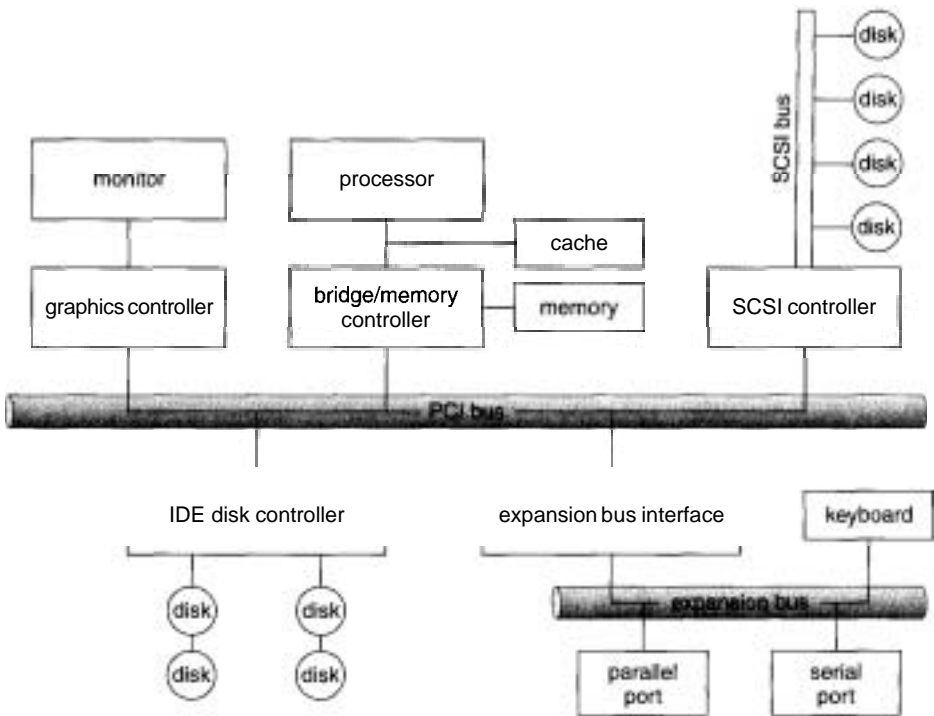 disk
disk
disk
disk
SCSI bus
monitor
processor
cache
graphics controller
bridge/memory
controller
memory
SCSI controller
PCI bus
IDE disk controller
expansion bus interface
keyboard
disk
disk
disk
disk
expansion bus
parallel
port
serial
port